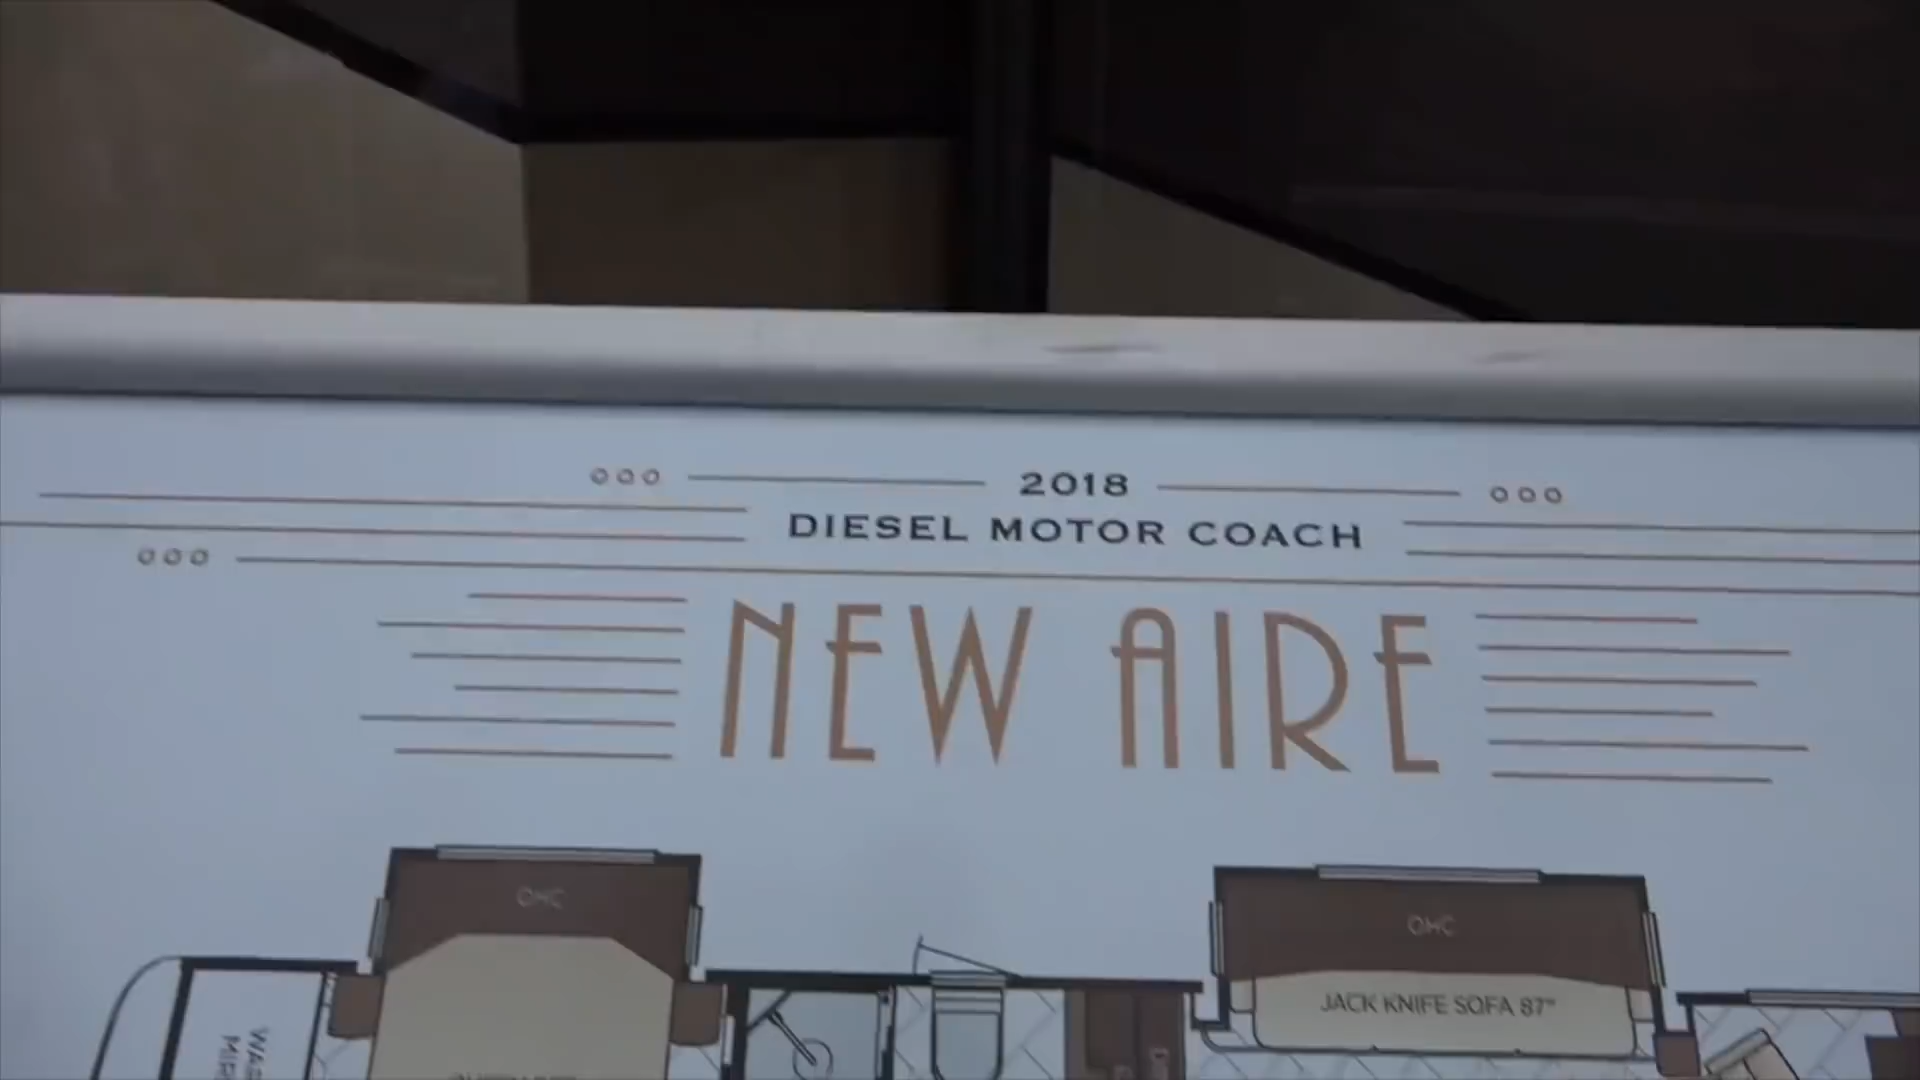 2018
DIESEL MOTOR COACH
NEW AIRE
OHC
OHC
JACK KNIFE SOFA 87"